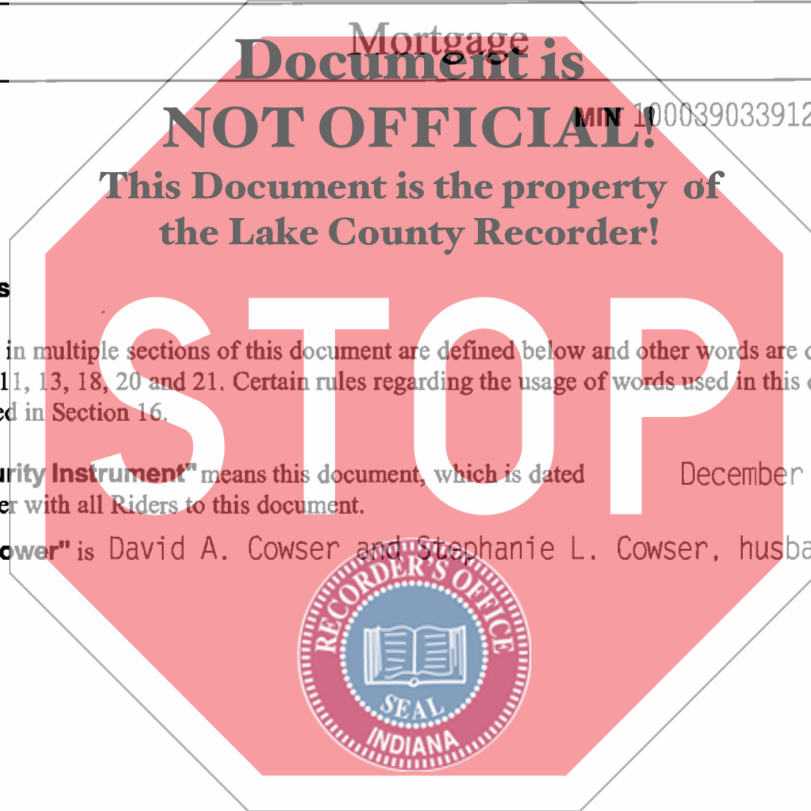 Mortgage
Document is
NOT OFFICIAL!
MIN 100039033912
This Document is the property of
the Lake County Recorder!
s
in multiple sections of this document are defined below and other words are
11, 13, 18, 20 and 21. Certain rules regarding the usage of words used in this
ed in Section 16.
STOP
urity Instrument" means this document, which is dated December
er with all Riders to this document.
ower" is David A. Cowser and Stephanie L. Cowser, husba
RECORDER'S OFFICE
SEAL
INDIANA